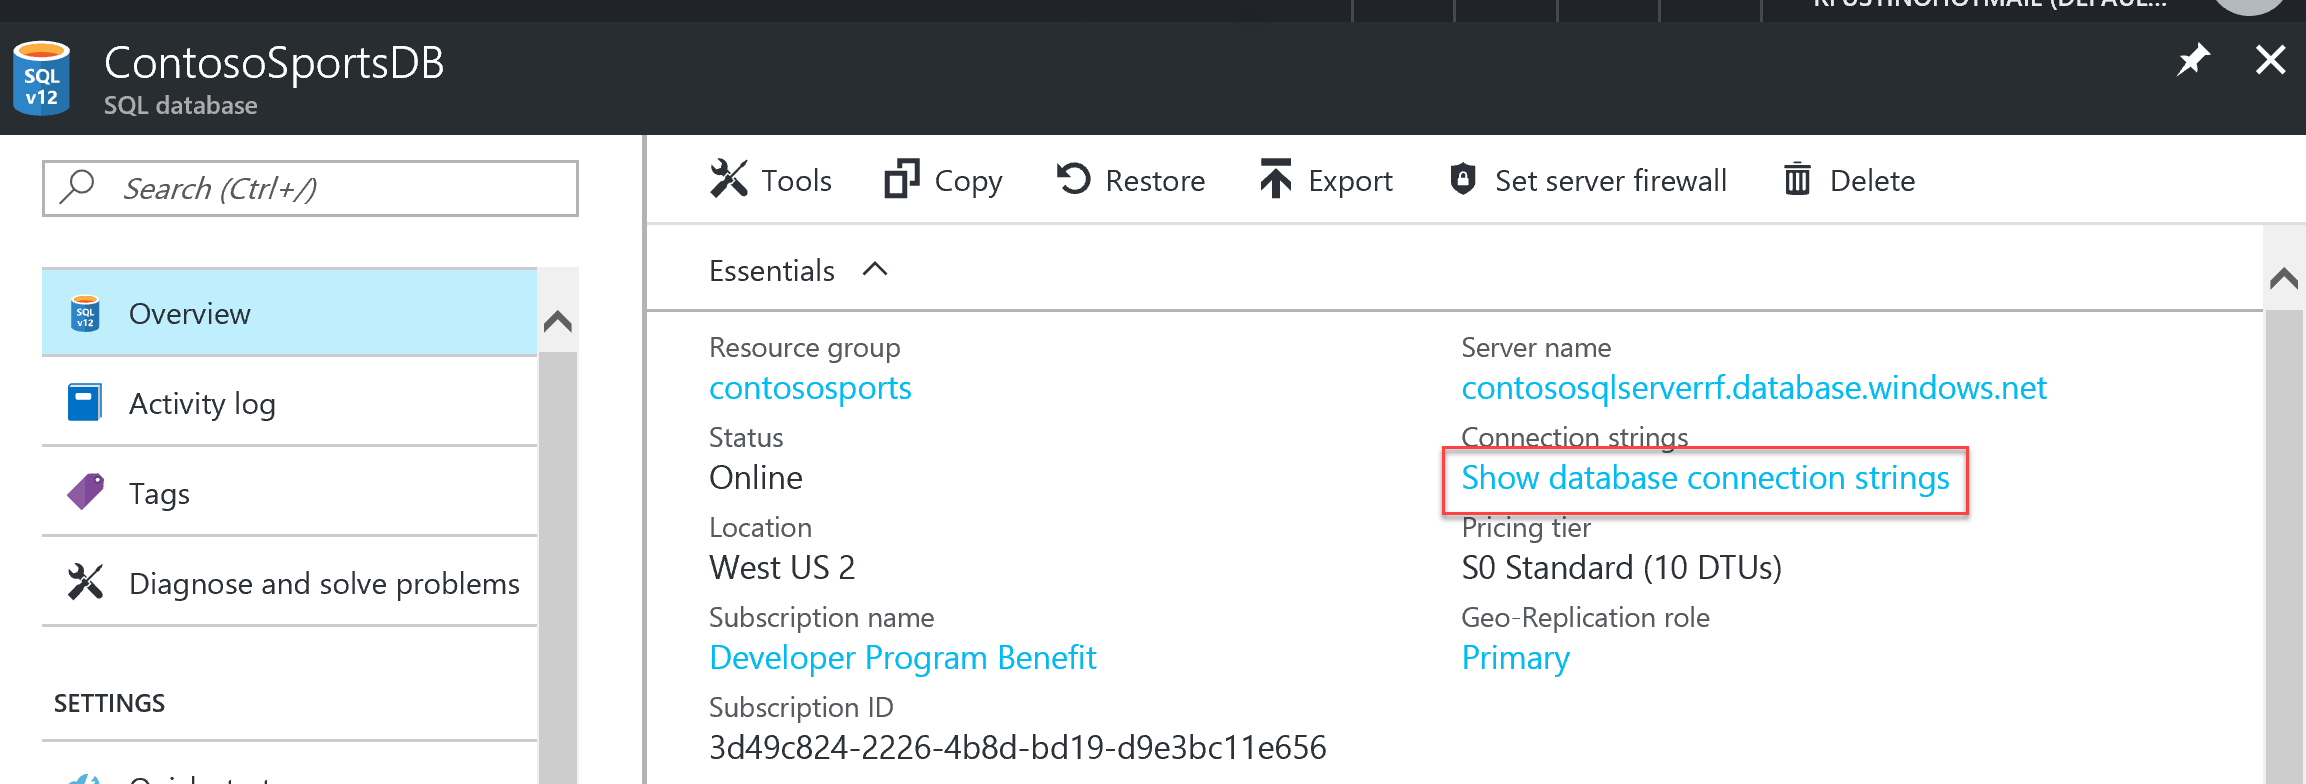 ContosoSportsDB
SQL database
SQL
v12
Search (Ctrl+/)
Overview
SQL
v12
Activity log
Tags
Diagnose and solve problems
SETTINGS
Tools
Copy
Restore
Export
Set server firewall
Delete
Essentials
Resource group
contososports
Status
Online
Location
West US 2
Subscription name
Developer Program Benefit
Subscription ID
3d49c824-2226-4b8d-bd19-d9e3bc11e656
Server name
contososqlserverrf.database.windows.net
Connection strings
Show database connection strings
Pricing tier
S0 Standard (10 DTUs)
Geo-Replication role
Primary